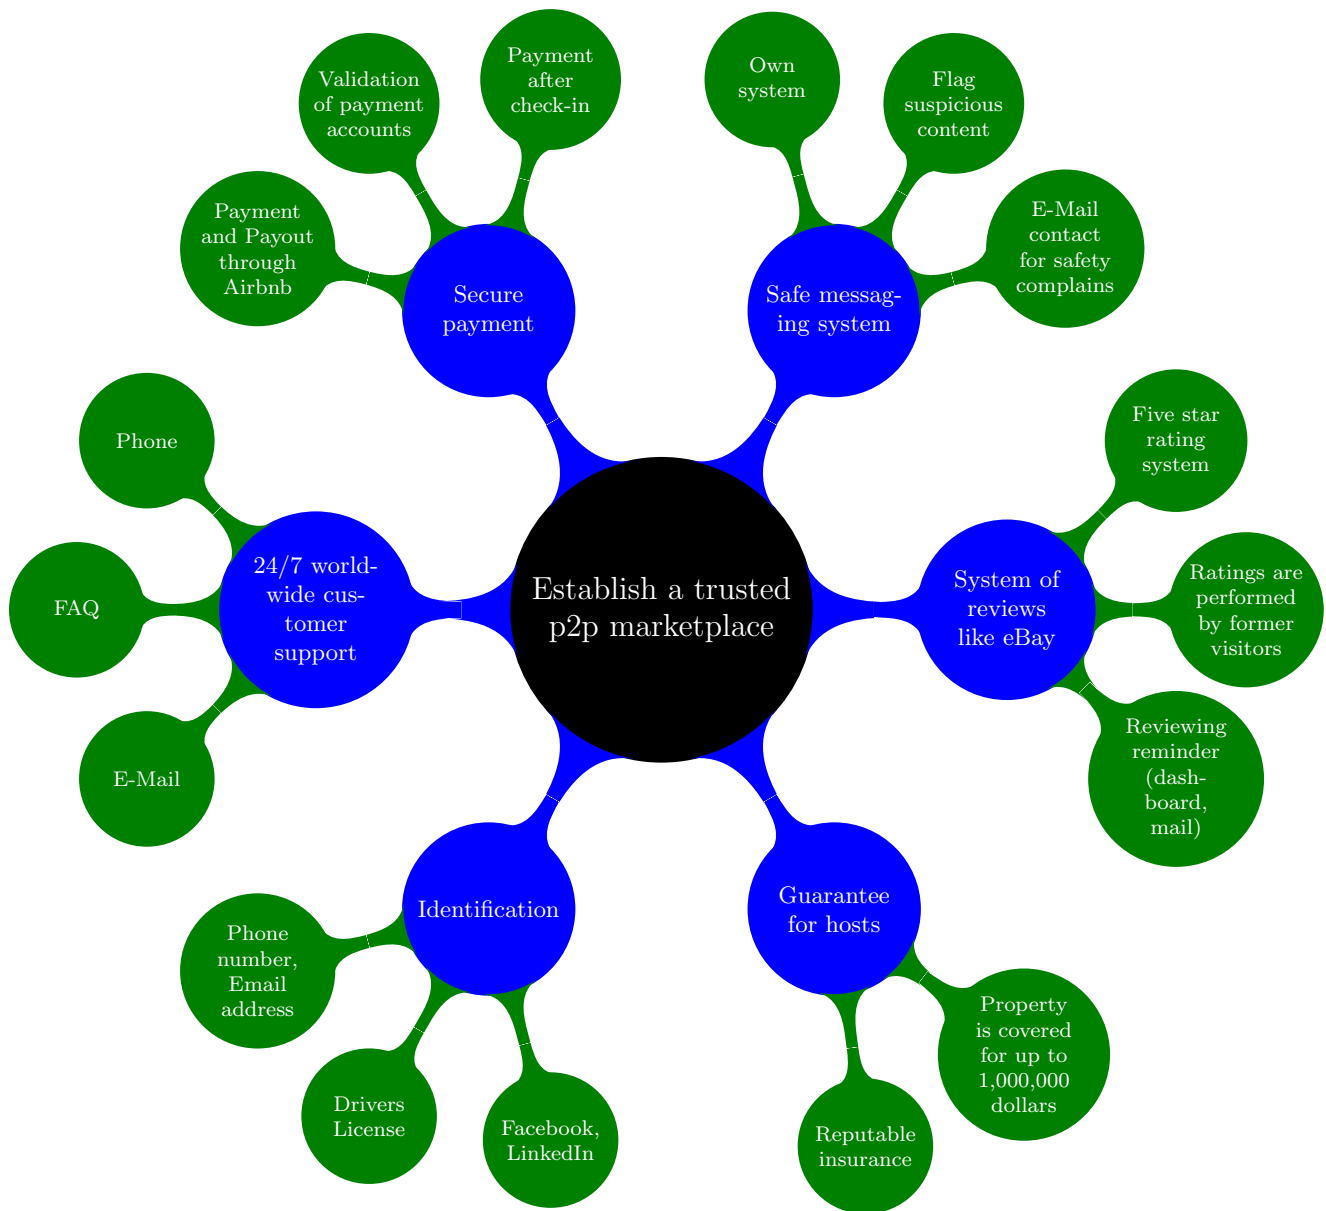 Establish a trusted
p2p marketplace
Secure
payment
Payment
and Payout
through
Airbnb
Validation
of payment
accounts
Payment
after
check-in
Safe messag-
ing system
Own
system
Flag
suspicious
content
E-Mail
contact
for safety
complains
System of
reviews
like eBay
Five star
rating
system
Ratings are
performed
by former
visitors
Reviewing
reminder
(dash-
board,
mail)
Guarantee
for hosts
Property
is covered
for up to
1,000,000
dollars
Reputable
insurance
Identification
Facebook,
LinkedIn
Drivers
License
Phone
number,
Email
address
24/7 world-
wide cus-
tomer
support
E-Mail
FAQ
Phone